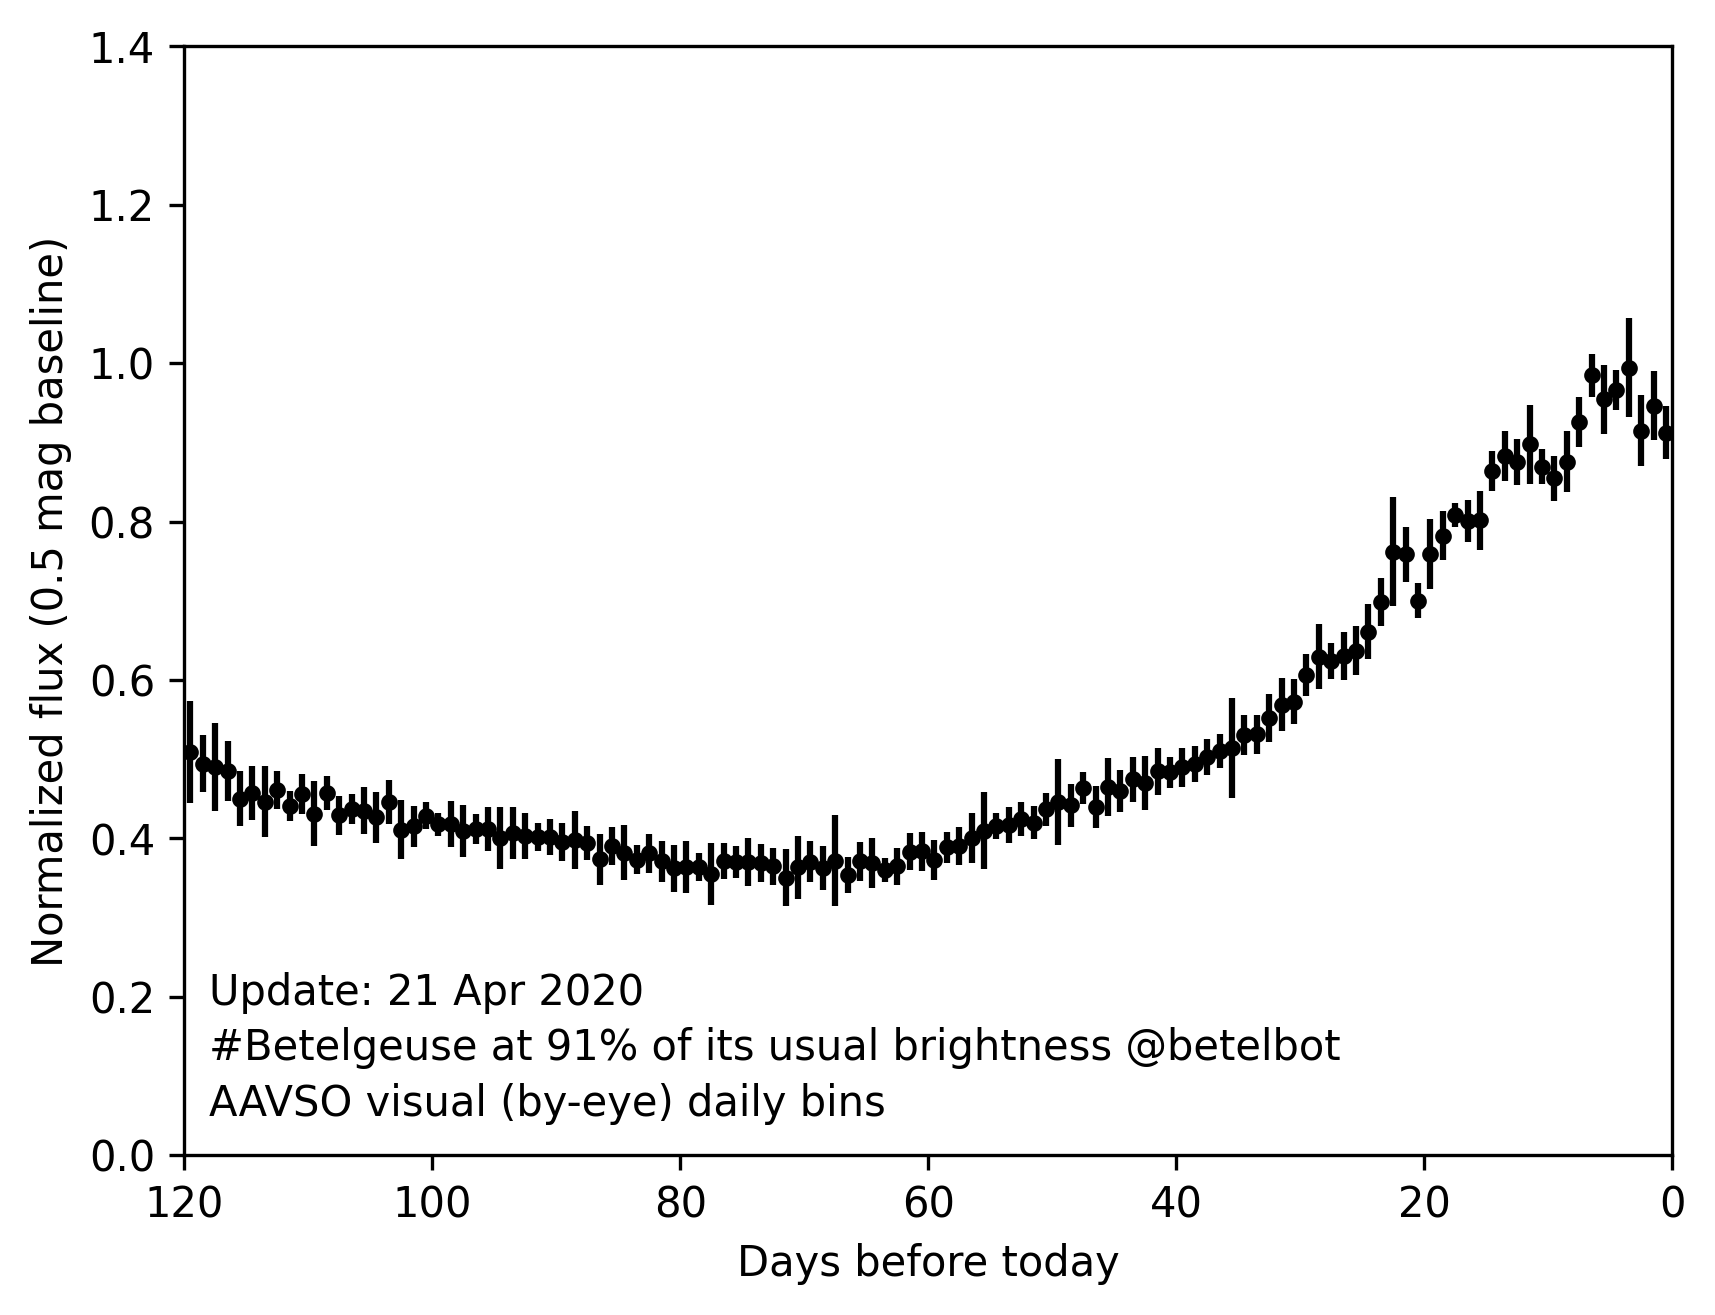 1.4
1.2
1.0
0.8
0.6
0.4
0.2
0.0
Normalized flux (0.5 mag baseline)
Update: 21 Apr 2020
#Betelgeuse at 91% of its usual brightness @betelbot
AAVSO visual (by-eye) daily bins
120 100 80 60 40 20 0
Days before today